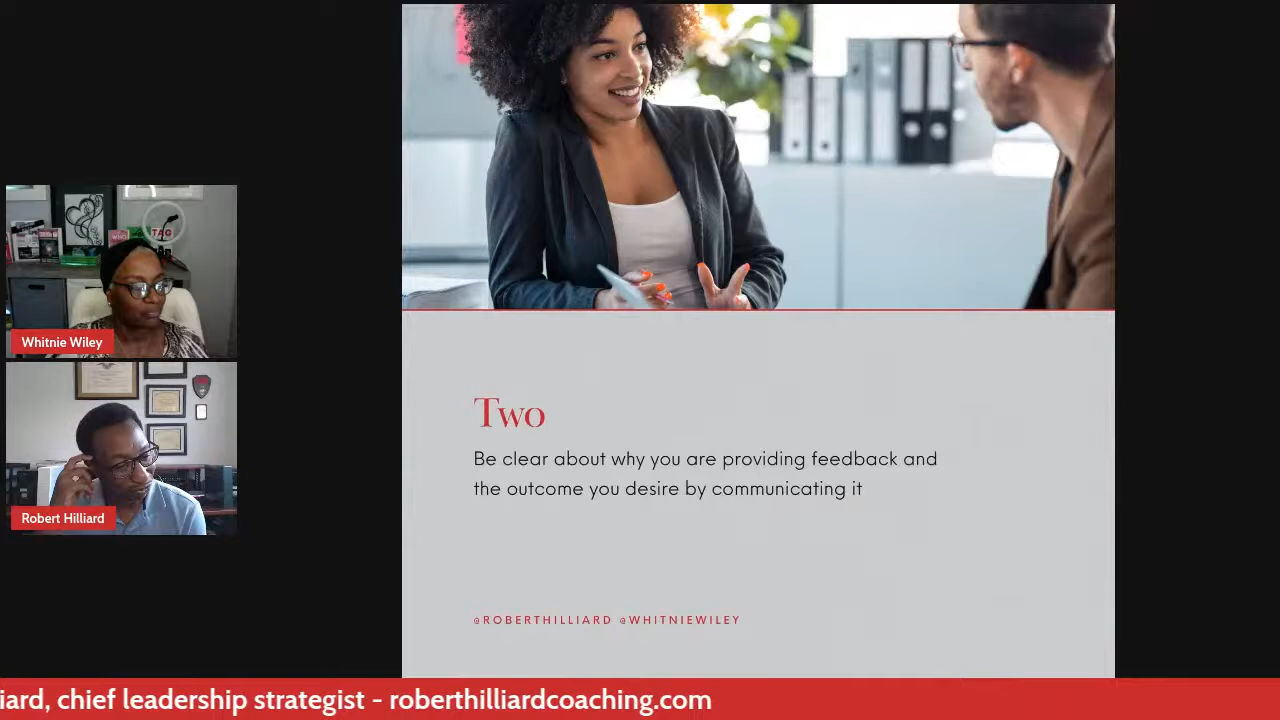 TAG
Whitnie Wiley
Robert Hilliard
Two
Be clear about why you are providing feedback and
the outcome you desire by communicating it
@ROBERTHILLIARD @WHITNIEWILEY
iard, chief leadership strategist - roberthilliardcoaching.com